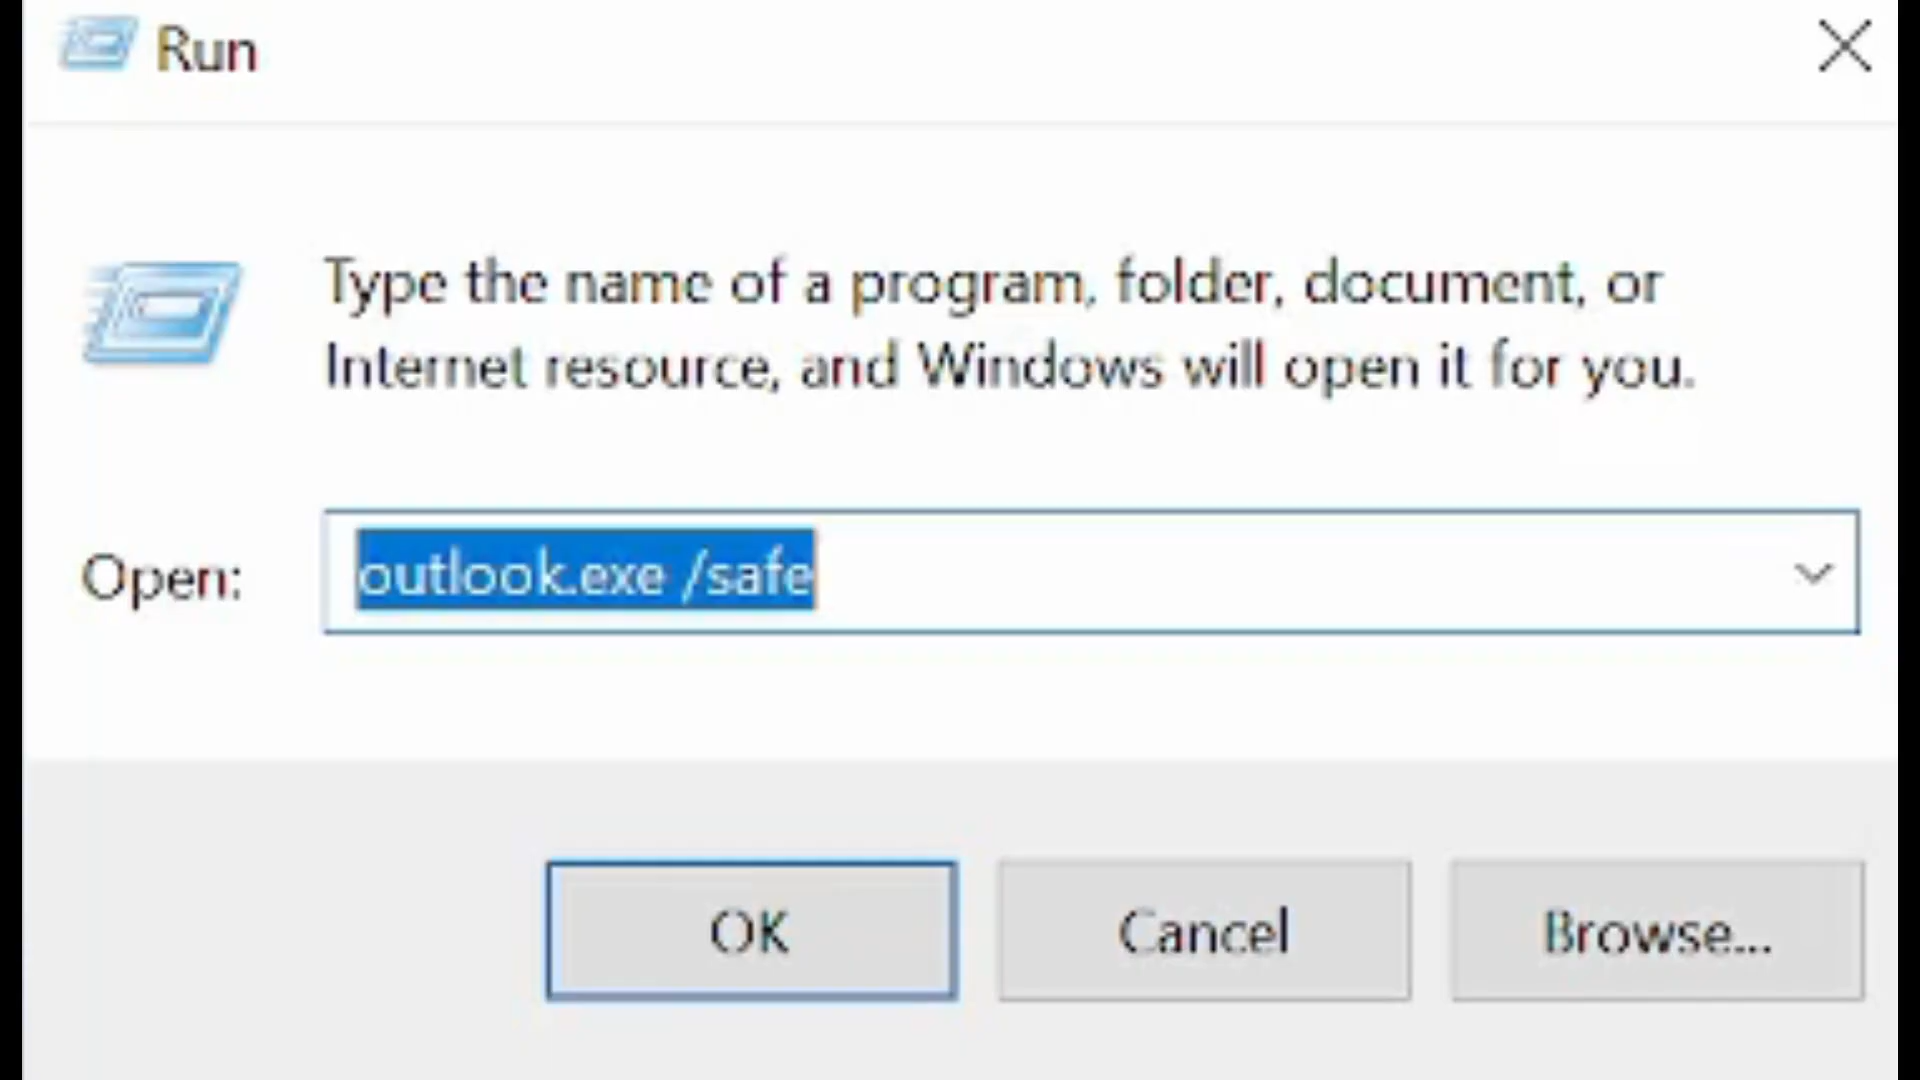 Run
Type the name of a program, folder, document, or
Internet resource, and Windows will open it for you.
Open:
outlook.exe /safe
OK
Cancel
Browse...